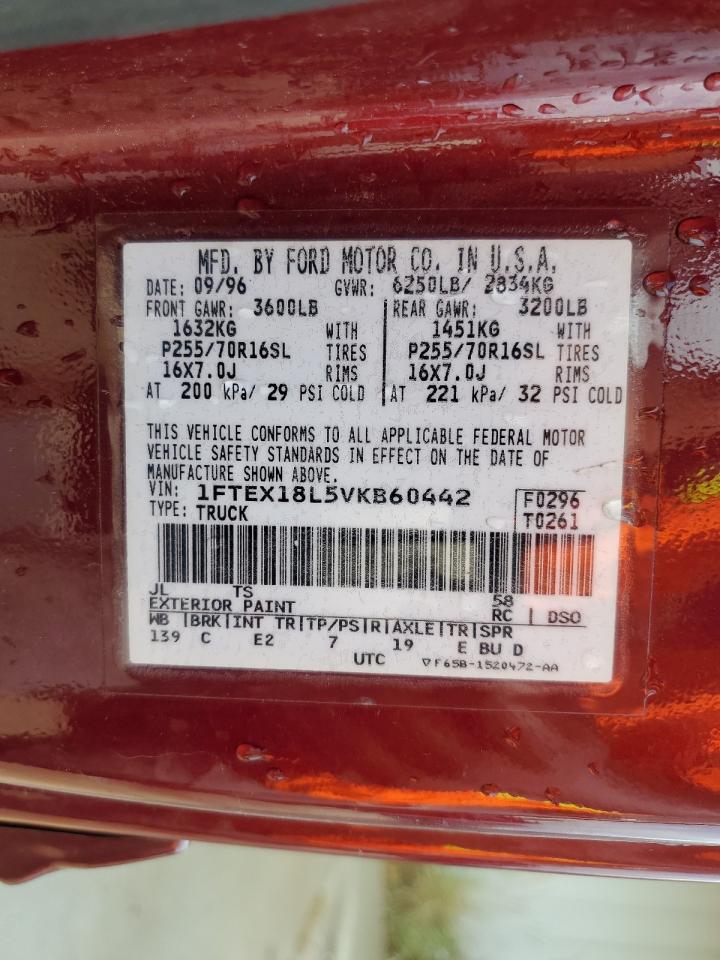 MFD. BY FORD MOTOR CO. IN U.S.A.
DATE: 09/96 GVWR: 6250LB/ 2834KG
FRONT GAWR: 3600LB REAR GAWR: 3200LB
1632KG WITH 1451KG WITH
P255/70R16SL TIRES P255/70R16SL TIRES
16X7.0J RIMS 16X7.0J RIMS
AT 200 kPa/ 29 PSI COLD AT 221 kPa/ 32 PSI COLD
THIS VEHICLE CONFORMS TO ALL APPLICABLE FEDERAL MOTOR
VEHICLE SAFETY STANDARDS IN EFFECT ON THE DATE OF
MANUFACTURE SHOWN ABOVE.
VIN: 1FTEX18L5VKB60442 F0296
TYPE: TRUCK T0261
JL TS 58
EXTERIOR PAINT RC | DSO
WB |BRK|INT TR|TP/PS|R|AXLE|TR|SPR
139 C E2 7 19 E BU D
UTC ▽F65B-1520472-AA